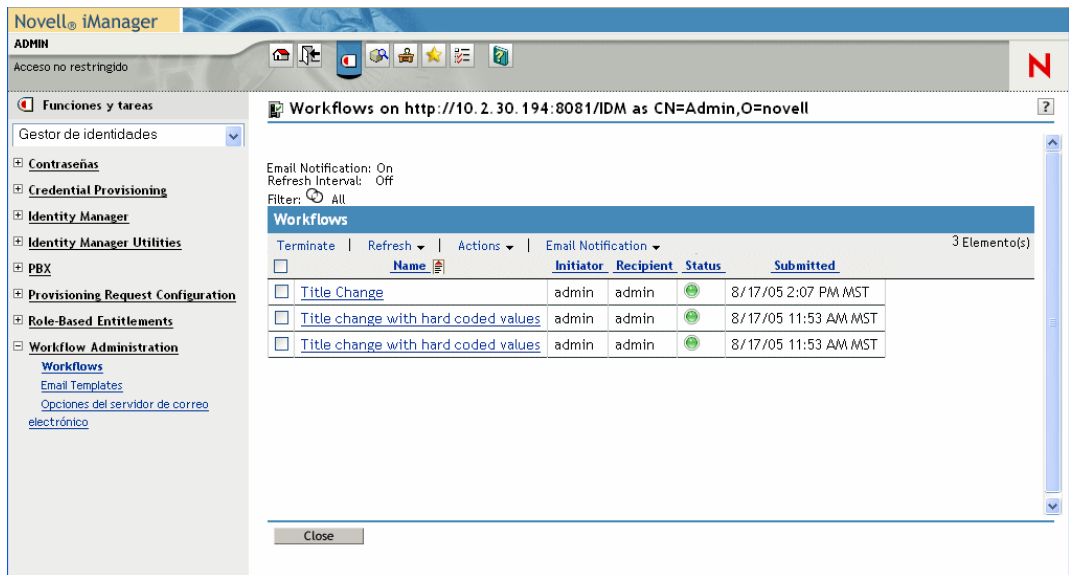 Novell® iManager
ADMIN
Acceso no restringido
N
Funciones y tareas
Gestor de identidades
Contraseñas
Credential Provisioning
Identity Manager
Identity Manager Utilities
PBX
Provisioning Request Configuration
Role-Based Entitlements
Workflow Administration
Workflows
Email Templates
Opciones del servidor de correo
electrónico
Workflows on http://10.2.30.194:8081/IDM as CN=Admin,O=novell
?
Email Notification: On
Refresh Interval: Off
Filter: All
Workflows
Terminate | Refresh | Actions | Email Notification 3 Elemento(s)
Name Initiator Recipient Status Submitted
Title Change admin admin 8/17/05 2:07 PM MST
Title change with hard coded values admin admin 8/17/05 11:53 AM MST
Title change with hard coded values admin admin 8/17/05 11:53 AM MST
Close